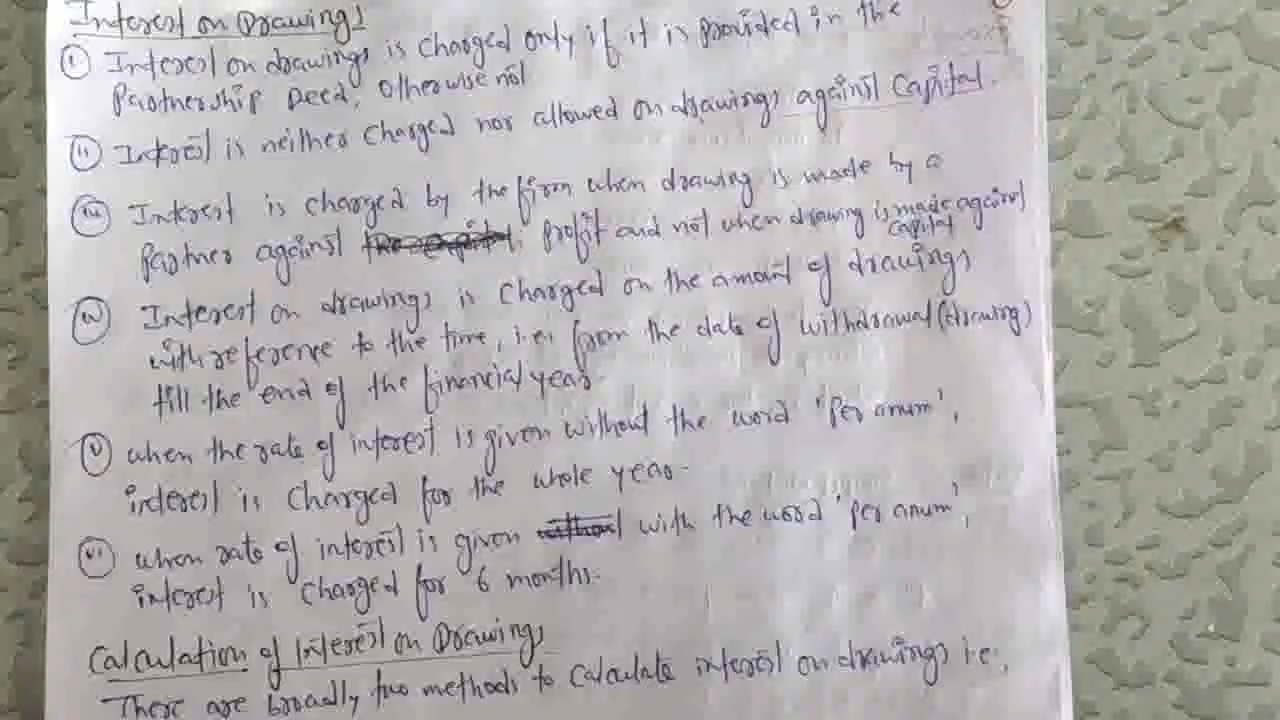 Interest on Drawings
(i) Interest on drawings is charged only if it is provided in the
Partnership Deed, otherwise not
(ii) Interest is neither charged nor allowed on drawings against Capital.
(iii) Interest is charged by the firm when drawing is made by a
Partner against profit and not when drawing is made against
capital
(iv) Interest on drawings is charged on the amount of drawings
with reference to the time, i.e. from the date of withdrawal (drawing)
till the end of the financial year.
(v) when the rate of interest is given without the word 'Per anum',
interest is charged for the whole year.
(vi) when rate of interest is given with the word 'Per anum',
interest is charged for 6 months.
Calculation of Interest on Drawings
There are broadly two methods to calculate interest on drawings i.e.